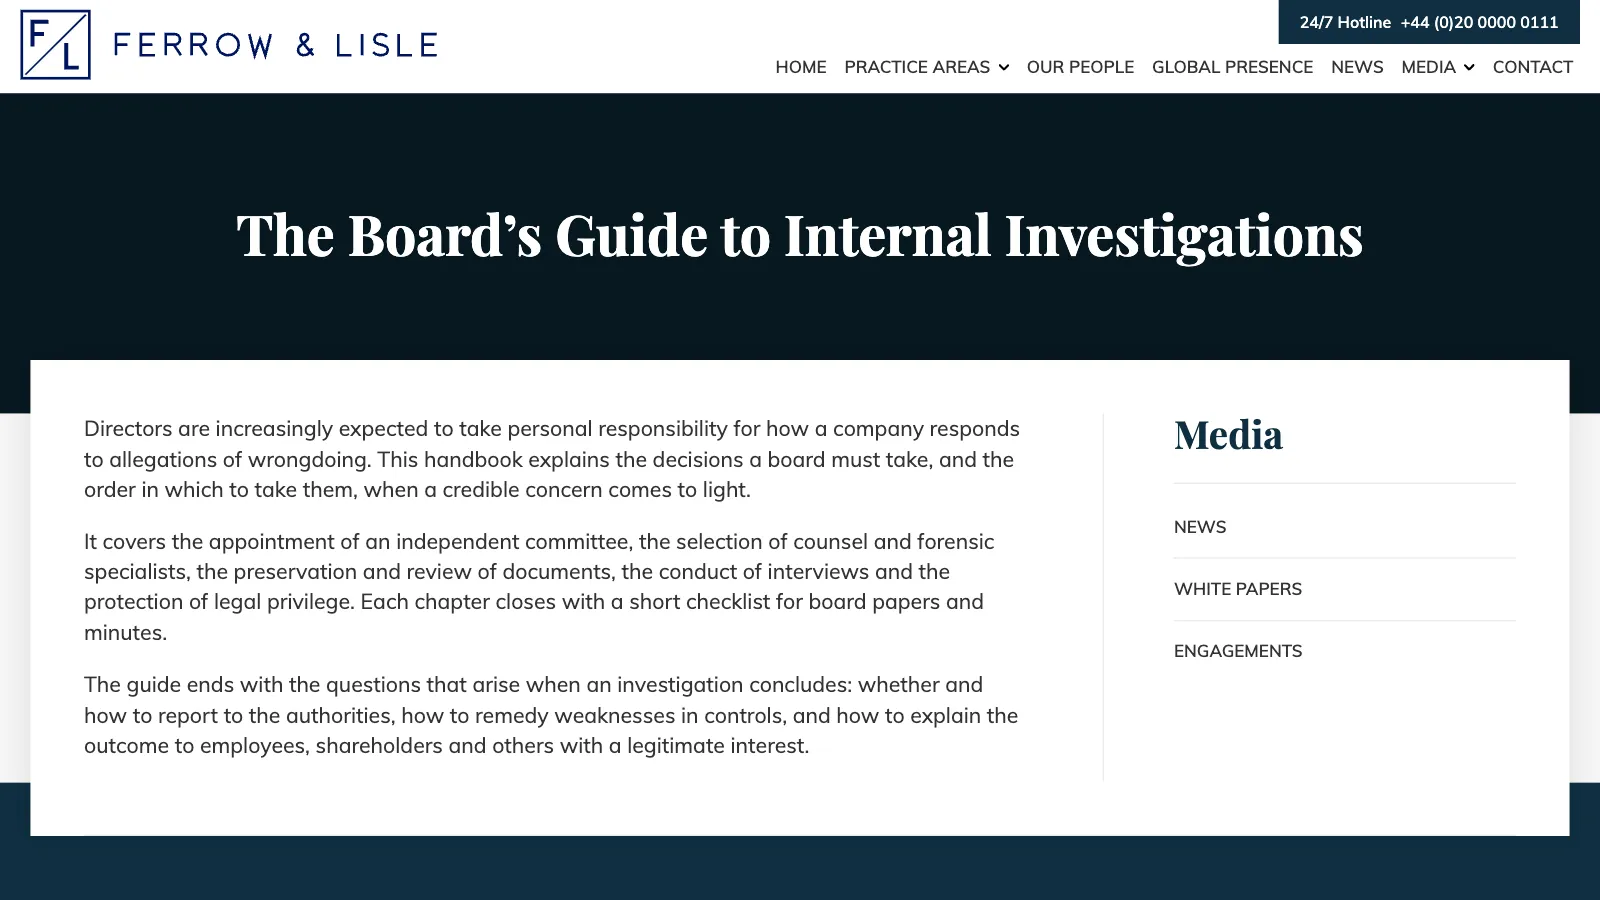 F L FERROW & LISLE
24/7 Hotline +44 (0)20 0000 0111
HOME PRACTICE AREAS OUR PEOPLE GLOBAL PRESENCE NEWS MEDIA CONTACT
The Board’s Guide to Internal Investigations
Directors are increasingly expected to take personal responsibility for how a company responds
to allegations of wrongdoing. This handbook explains the decisions a board must take, and the
order in which to take them, when a credible concern comes to light.
It covers the appointment of an independent committee, the selection of counsel and forensic
specialists, the preservation and review of documents, the conduct of interviews and the
protection of legal privilege. Each chapter closes with a short checklist for board papers and
minutes.
The guide ends with the questions that arise when an investigation concludes: whether and
how to report to the authorities, how to remedy weaknesses in controls, and how to explain the
outcome to employees, shareholders and others with a legitimate interest.
Media
NEWS
WHITE PAPERS
ENGAGEMENTS